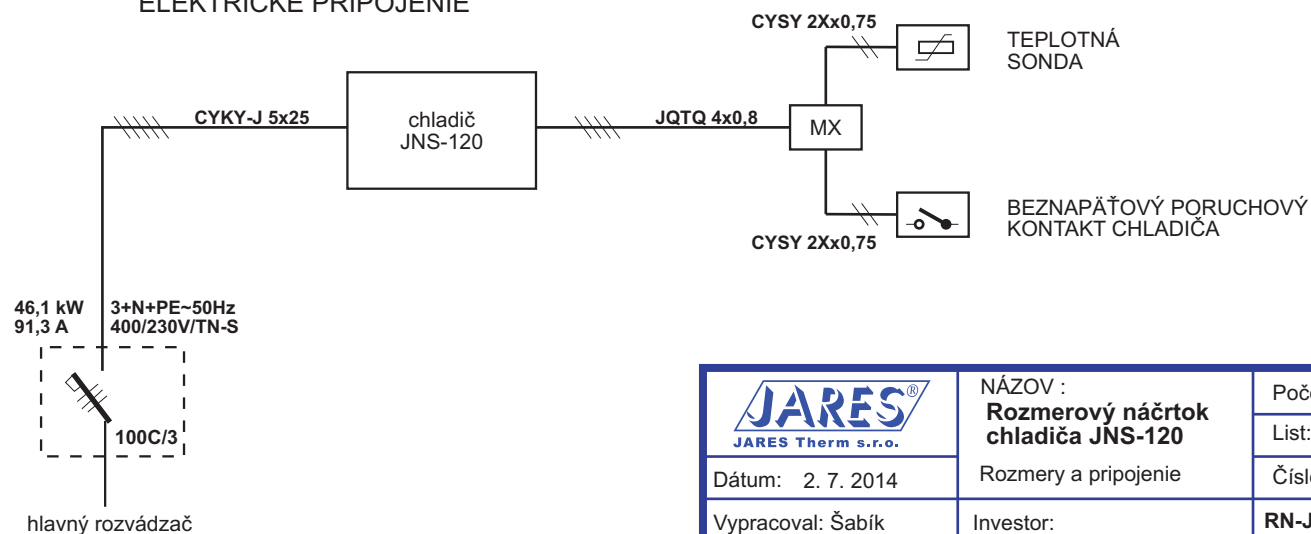 ELEKTRICKÉ PRIPOJENIE
CYSY 2Xx0,75
TEPLOTNÁ
SONDA
CYKY-J 5x25
chladič
JNS-120
JQTQ 4x0,8
MX
BEZNAPÄŤOVÝ PORUCHOVÝ
KONTAKT CHLADIČA
CYSY 2Xx0,75
46,1 kW
91,3 A
3+N+PE~50Hz
400/230V/TN-S
100C/3
hlavný rozvádzač
JARES®
JARES Therm s.r.o.
NÁZOV :
Rozmerový náčrtok
chladiča JNS-120
Rozmery a pripojenie
List:
Dátum: 2. 7. 2014
Vypracoval: Šabík
Investor: